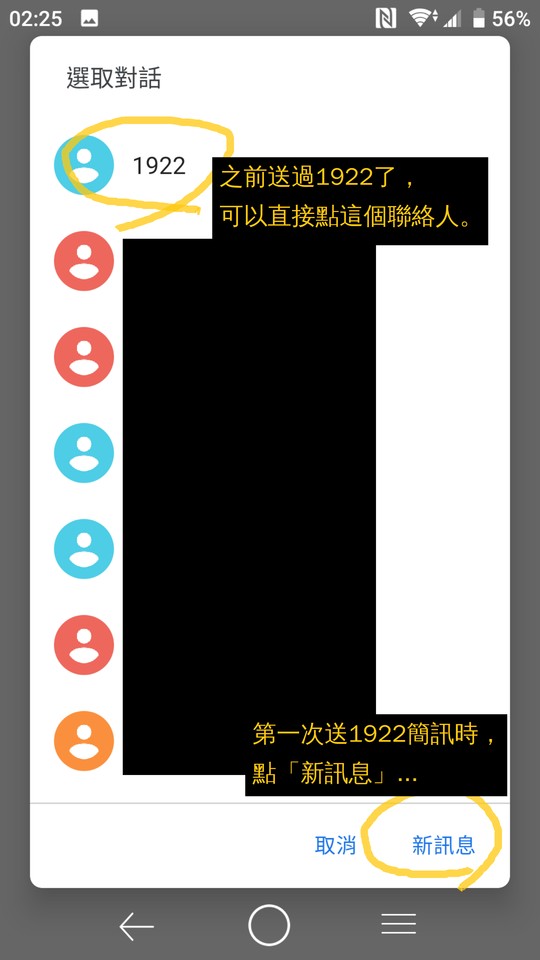 02:25
56%
選取對話
1922
之前送過1922了，
可以直接點這個聯絡人。
第一次送1922簡訊時，
點「新訊息」...
取消
新訊息